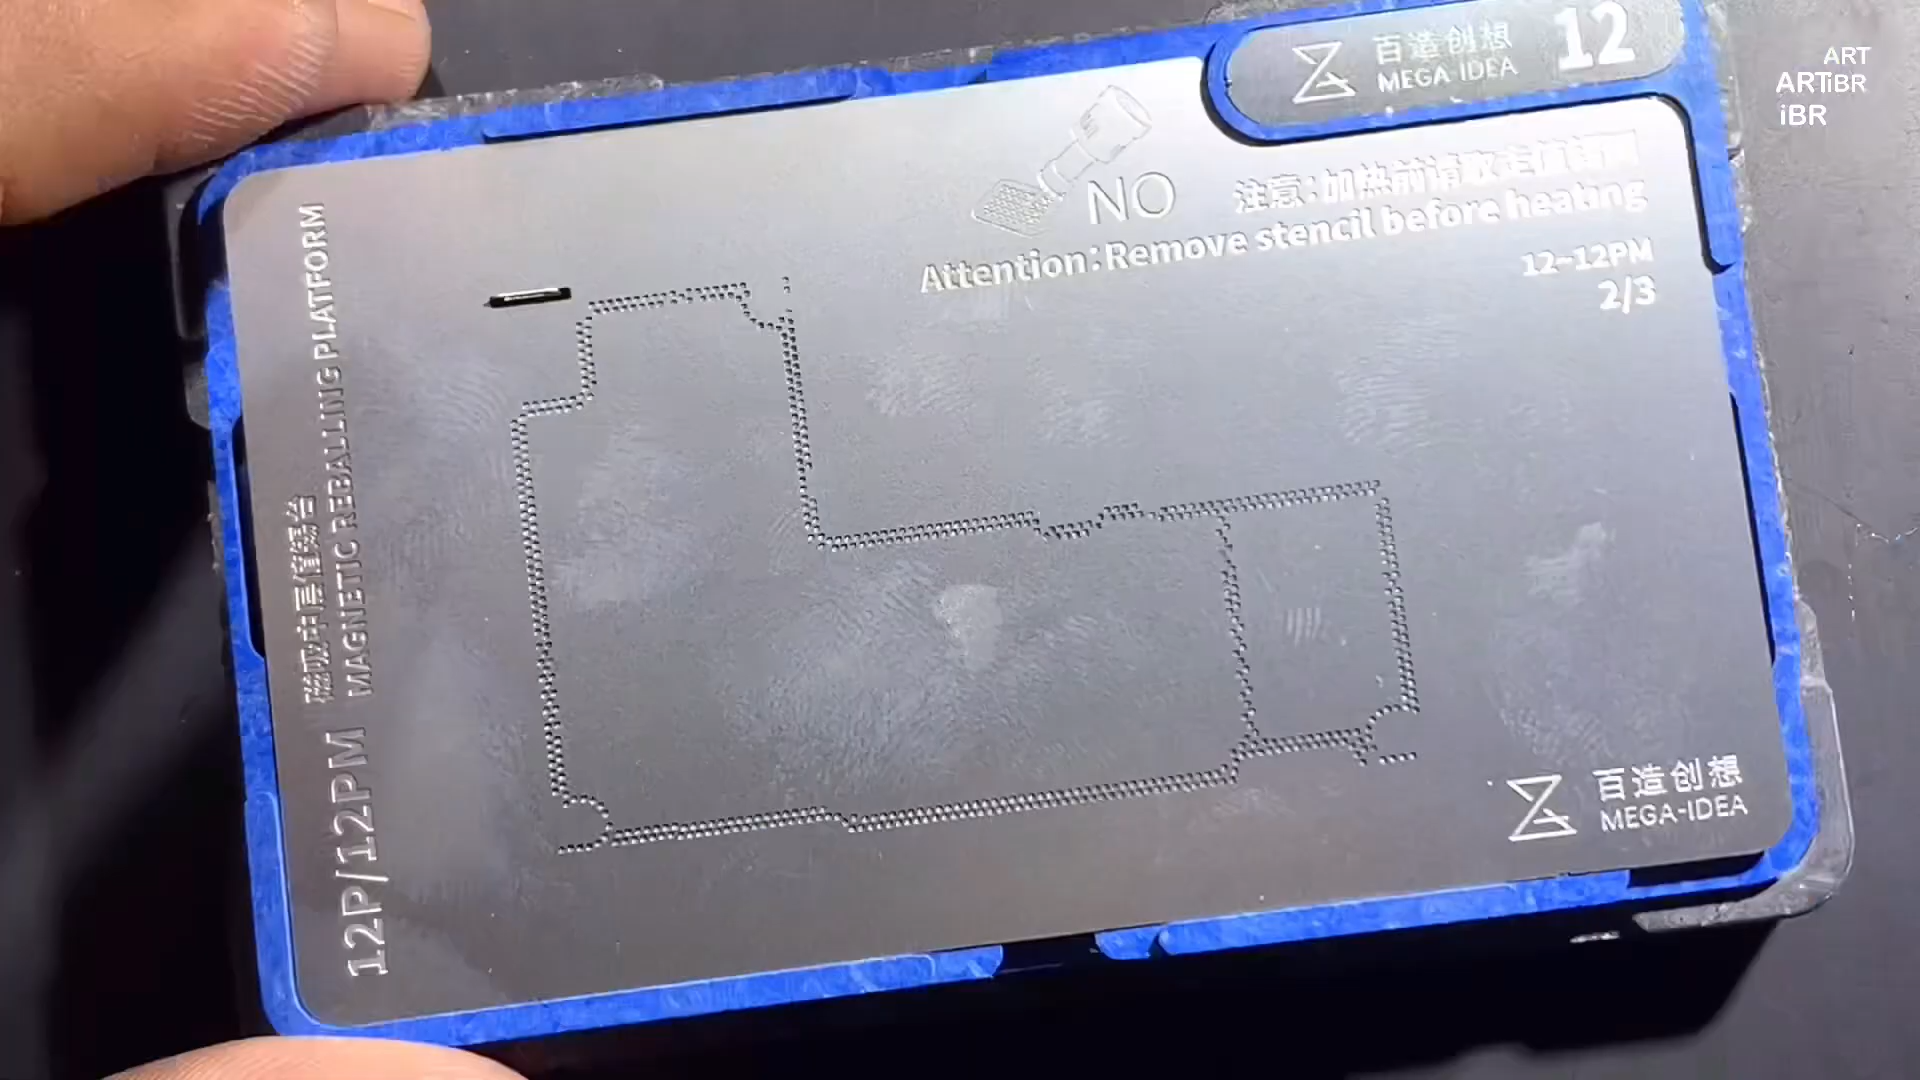 百造创想
MEGA IDEA
12
ART
ARTiBR
iBR
NO
注意:加热前请取走植锡网
Attention:Remove stencil before heating
12~12PM
2/3
磁吸中层植锡台
MAGNETIC REBALLING PLATFORM
12P/12PM
百造创想
MEGA-IDEA